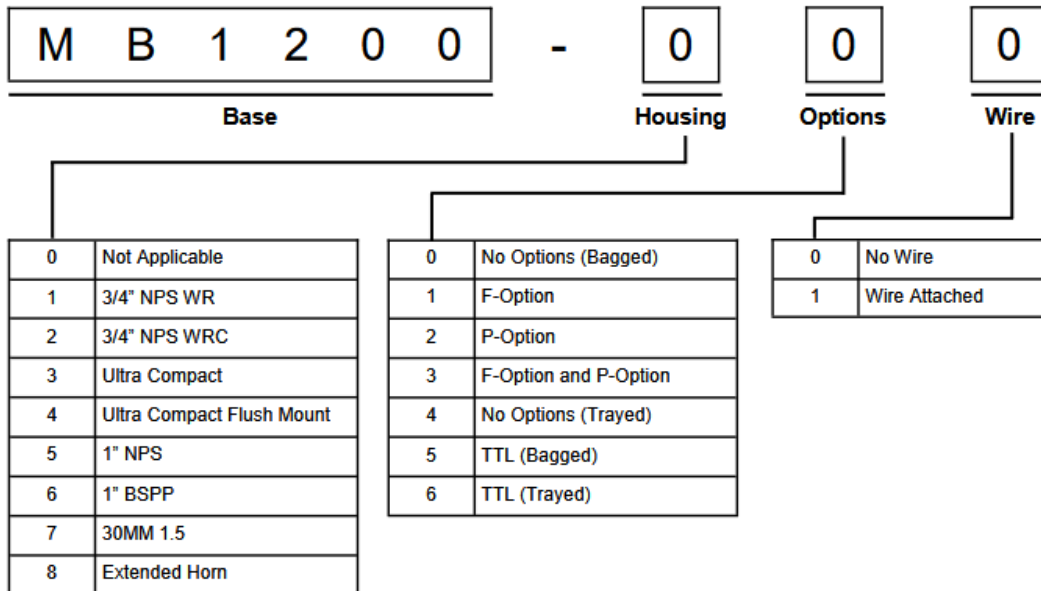 M B 1 2 0 0 - 0 0 0
Base Housing Options Wire
0 Not Applicable
1 3/4” NPS WR
2 3/4” NPS WRC
3 Ultra Compact
4 Ultra Compact Flush Mount
5 1” NPS
6 1” BSPP
7 30MM 1.5
8 Extended Horn
0 No Options (Bagged)
1 F-Option
2 P-Option
3 F-Option and P-Option
4 No Options (Trayed)
5 TTL (Bagged)
6 TTL (Trayed)
0 No Wire
1 Wire Attached